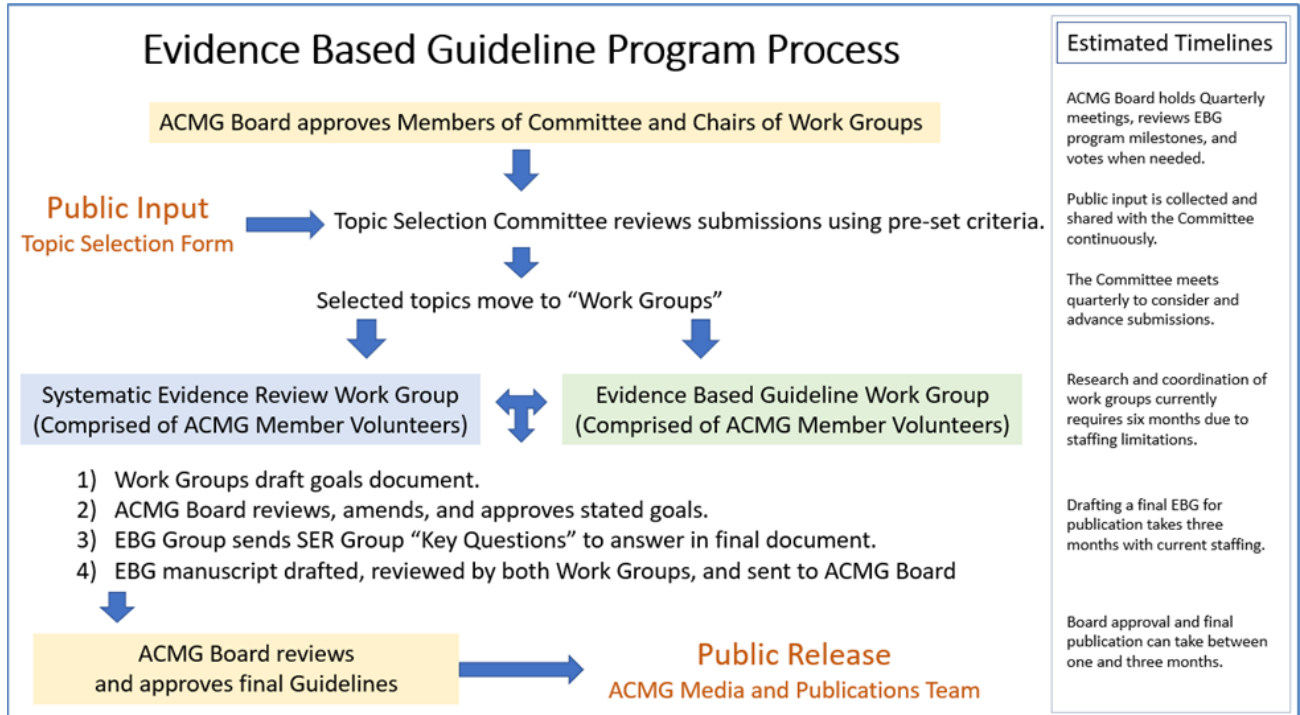 Evidence Based Guideline Program Process
ACMG Board approves Members of Committee and Chairs of Work Groups
Public Input
Topic Selection Form
Topic Selection Committee reviews submissions using pre-set criteria.
Selected topics move to “Work Groups”
Systematic Evidence Review Work Group
(Comprised of ACMG Member Volunteers)
Evidence Based Guideline Work Group
(Comprised of ACMG Member Volunteers)
1) Work Groups draft goals document.
2) ACMG Board reviews, amends, and approves stated goals.
3) EBG Group sends SER Group “Key Questions” to answer in final document.
4) EBG manuscript drafted, reviewed by both Work Groups, and sent to ACMG Board
ACMG Board reviews
and approves final Guidelines
Public Release
ACMG Media and Publications Team
Estimated Timelines
ACMG Board holds Quarterly
meetings, reviews EBG
program milestones, and
votes when needed.
Public input is collected and
shared with the Committee
continuously.
The Committee meets
quarterly to consider and
advance submissions.
Research and coordination of
work groups currently
requires six months due to
staffing limitations.
Drafting a final EBG for
publication takes three
months with current staffing.
Board approval and final
publication can take between
one and three months.